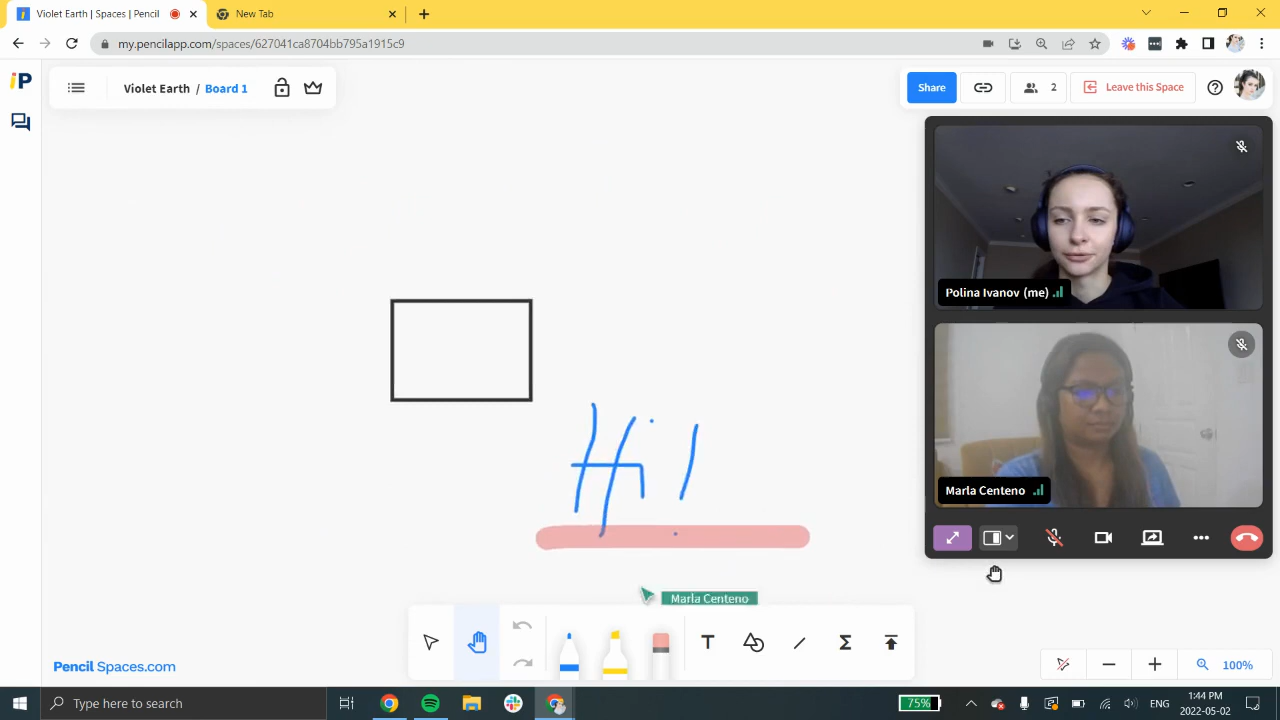 Violet Earth | Spaces | Pencil
New Tab
my.pencilapp.com/spaces/627041ca8704bb795a1915c9
iP
Violet Earth / Board 1
Share
2
Leave this Space
Polina Ivanov (me)
Marla Centeno
Hi!
Marla Centeno
T
Σ
Pencil Spaces.com
100%
Type here to search
75%
ENG
1:44 PM
2022-05-02